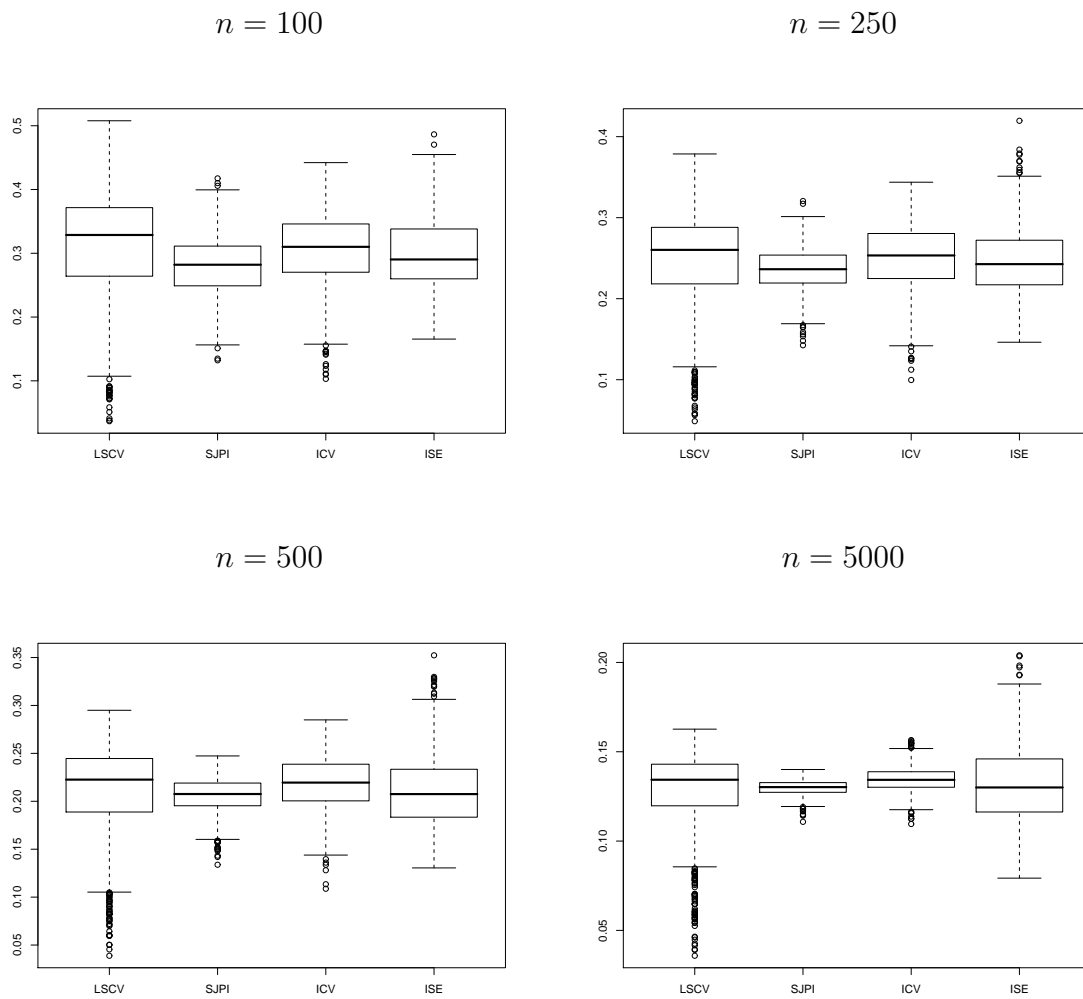 n = 100
n = 250
0.5
0.4
0.3
0.2
0.1
LSCV SJPI ICV ISE
0.4
0.3
0.2
0.1
LSCV SJPI ICV ISE
n = 500
n = 5000
0.35
0.30
0.25
0.20
0.15
0.10
0.05
LSCV SJPI ICV ISE
0.20
0.15
0.10
0.05
LSCV SJPI ICV ISE